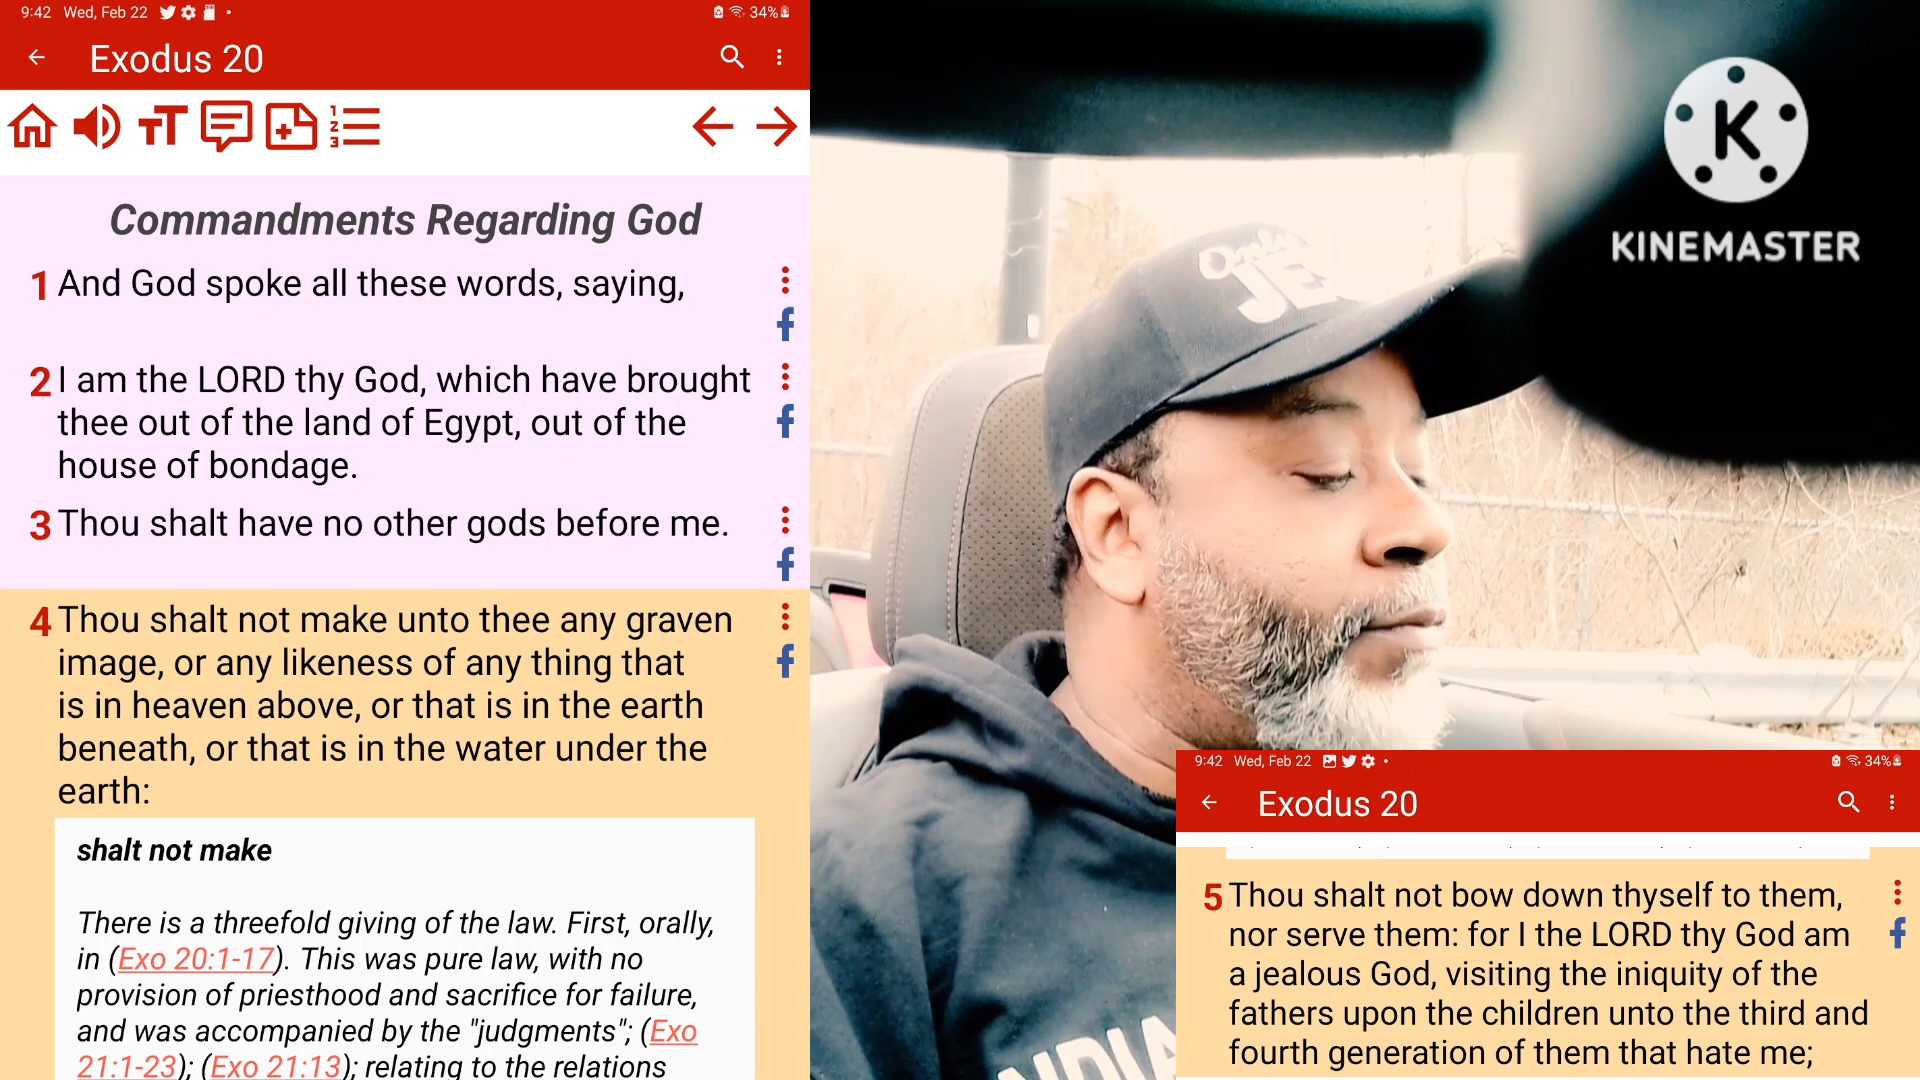 9:42 Wed, Feb 22
34%
Exodus 20
Commandments Regarding God
1 And God spoke all these words, saying,
2 I am the LORD thy God, which have brought
thee out of the land of Egypt, out of the
house of bondage.
3 Thou shalt have no other gods before me.
4 Thou shalt not make unto thee any graven
image, or any likeness of any thing that
is in heaven above, or that is in the earth
beneath, or that is in the water under the
earth:
shalt not make
There is a threefold giving of the law. First, orally,
in (Exo 20:1-17). This was pure law, with no
provision of priesthood and sacrifice for failure,
and was accompanied by the "judgments"; (Exo
21:1-23); (Exo 21:13); relating to the relations
K
KINEMASTER
Only
9:42 Wed, Feb 22
34%
Exodus 20
5 Thou shalt not bow down thyself to them,
nor serve them: for I the LORD thy God am
a jealous God, visiting the iniquity of the
fathers upon the children unto the third and
fourth generation of them that hate me;